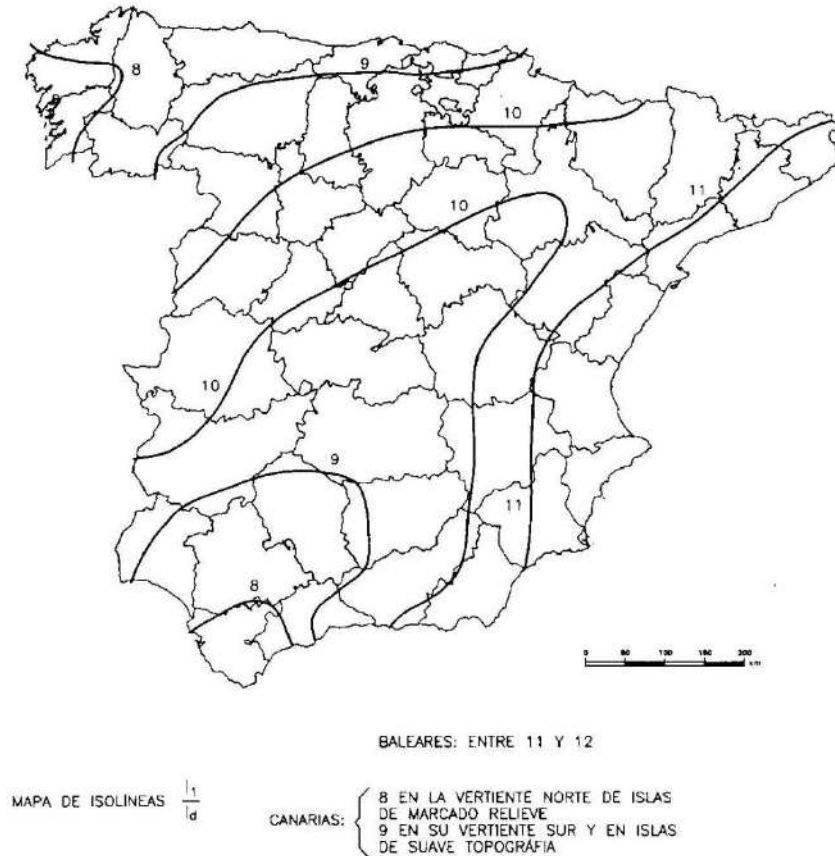 8
9
10
10
11
10
9
11
8
0 50 100 150 200
km
BALEARES: ENTRE 11 Y 12
MAPA DE ISOLÍNEAS I1
Id
CANARIAS: 8 EN LA VERTIENTE NORTE DE ISLAS
DE MARCADO RELIEVE
9 EN SU VERTIENTE SUR Y EN ISLAS
DE SUAVE TOPOGRÁFIA